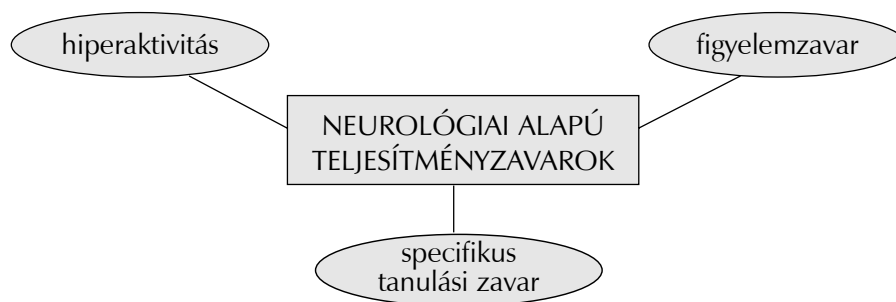 hiperaktivitás
figyelemzavar
NEUROLÓGIAI ALAPÚ
TELJESÍTMÉNYZAVAROK
specifikus
tanulási zavar